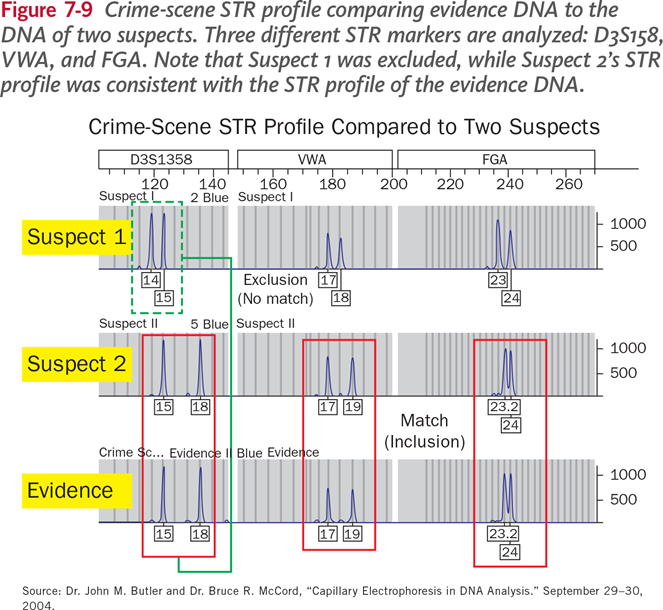 Figure 7-9 Crime-scene STR profile comparing evidence DNA to the
DNA of two suspects. Three different STR markers are analyzed: D3S158,
VWA, and FGA. Note that Suspect 1 was excluded, while Suspect 2's STR
profile was consistent with the STR profile of the evidence DNA.
Crime-Scene STR Profile Compared to Two Suspects
D3S1358 VWA FGA
120 140 160 180 200 220 240 260
Suspect I 2 Blue Suspect I
Suspect 1
1000
500
14
15
Exclusion
(No match)
17
18
23
24
Suspect II 5 Blue Suspect II
Suspect 2
1000
500
15 18
17 19
Match
(Inclusion)
23.2
24
Crime Sc... Evidence II Blue Evidence
Evidence
1000
500
15 18
17 19
23.2
24
Source: Dr. John M. Butler and Dr. Bruce R. McCord, "Capillary Electrophoresis in DNA Analysis." September 29–30,
2004.